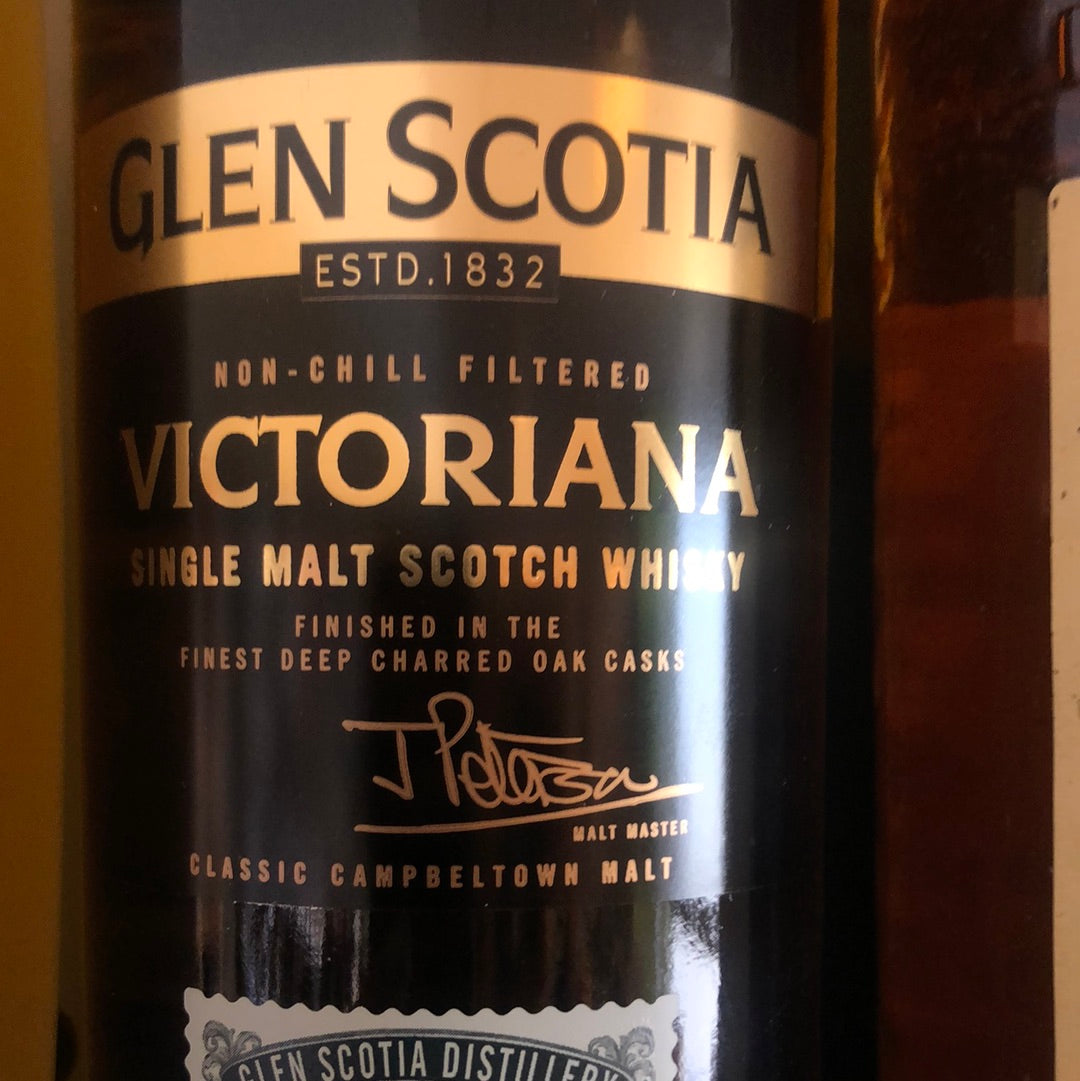 GLEN SCOTIA
ESTD.1832
NON-CHILL FILTERED
VICTORIANA
SINGLE MALT SCOTCH WHISKY
FINISHED IN THE
FINEST DEEP CHARRED OAK CASKS
J Peterson
MALT MASTER
CLASSIC CAMPBELTOWN MALT
GLEN SCOTIA DISTILLERY